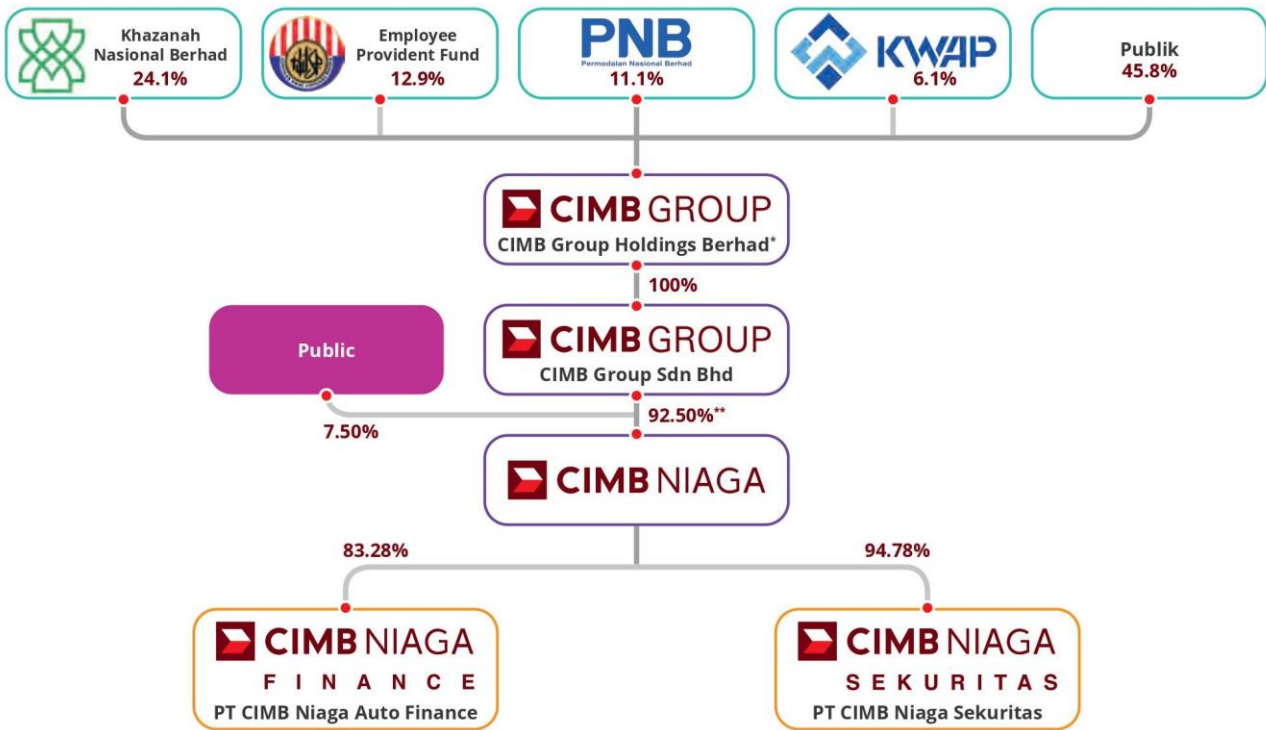 Khazanah
Nasional Berhad
24.1%
Employee
Provident Fund
12.9%
PNB
Permodalan Nasional Berhad
11.1%
KWAP
6.1%
Publik
45.8%
CIMB GROUP
CIMB Group Holdings Berhad*
100%
Public
CIMB GROUP
CIMB Group Sdn Bhd
7.50%
92.50%**
CIMB NIAGA
83.28%
94.78%
CIMB NIAGA
FINANCE
PT CIMB Niaga Auto Finance
CIMB NIAGA
SEKURITAS
PT CIMB Niaga Sekuritas